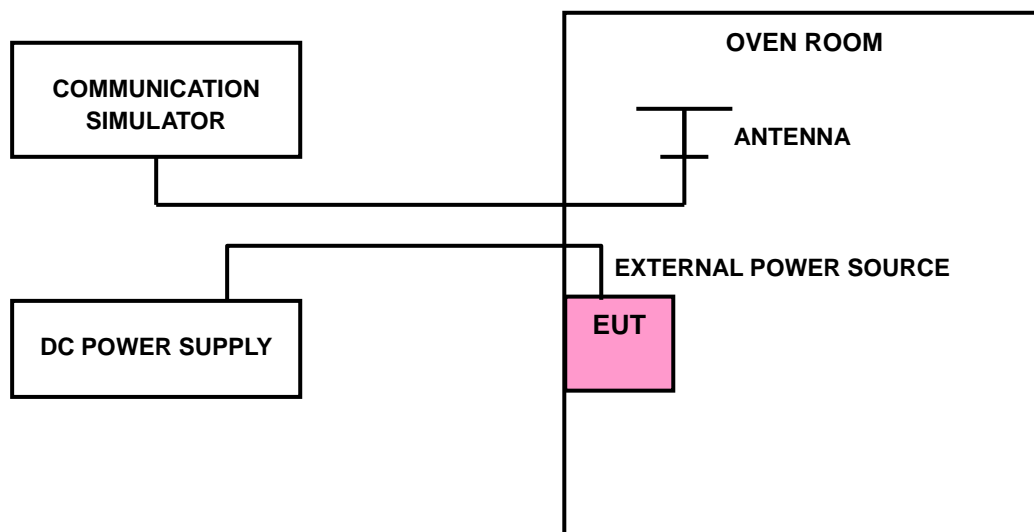 OVEN ROOM
COMMUNICATION
SIMULATOR
ANTENNA
EXTERNAL POWER SOURCE
EUT
DC POWER SUPPLY